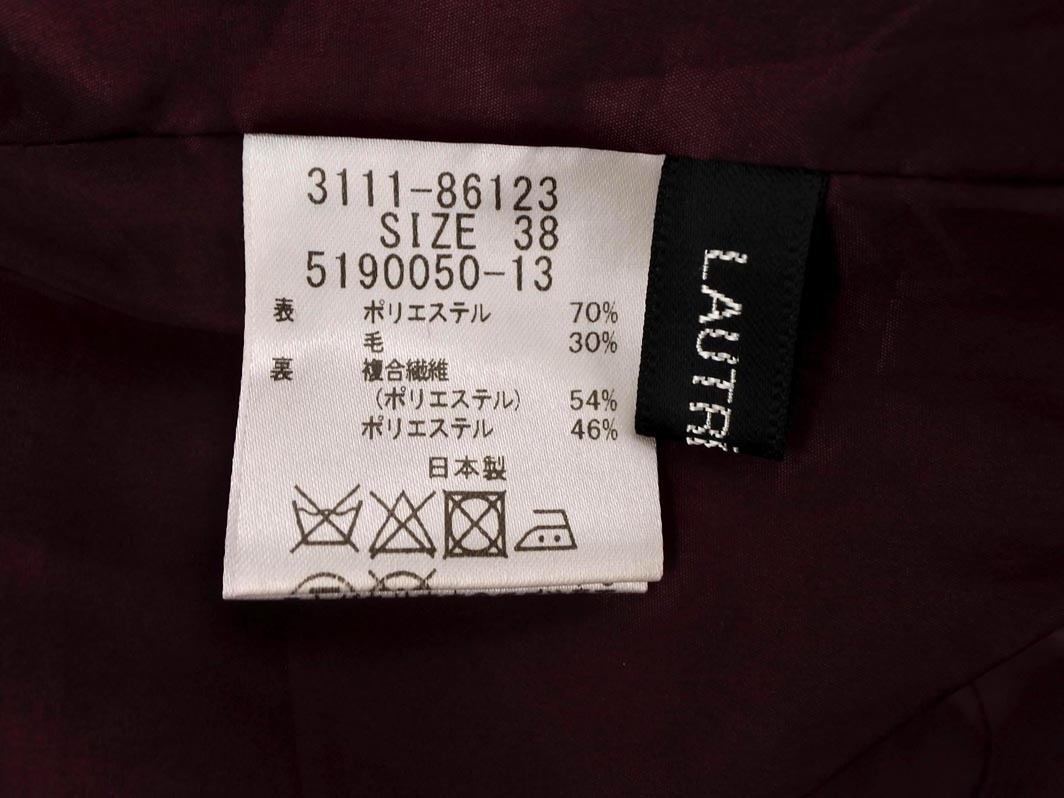 3111-86123
SIZE 38
5190050-13
表 ポリエステル 70%
毛 30%
裏 複合繊維
(ポリエステル) 54%
ポリエステル 46%
日本製